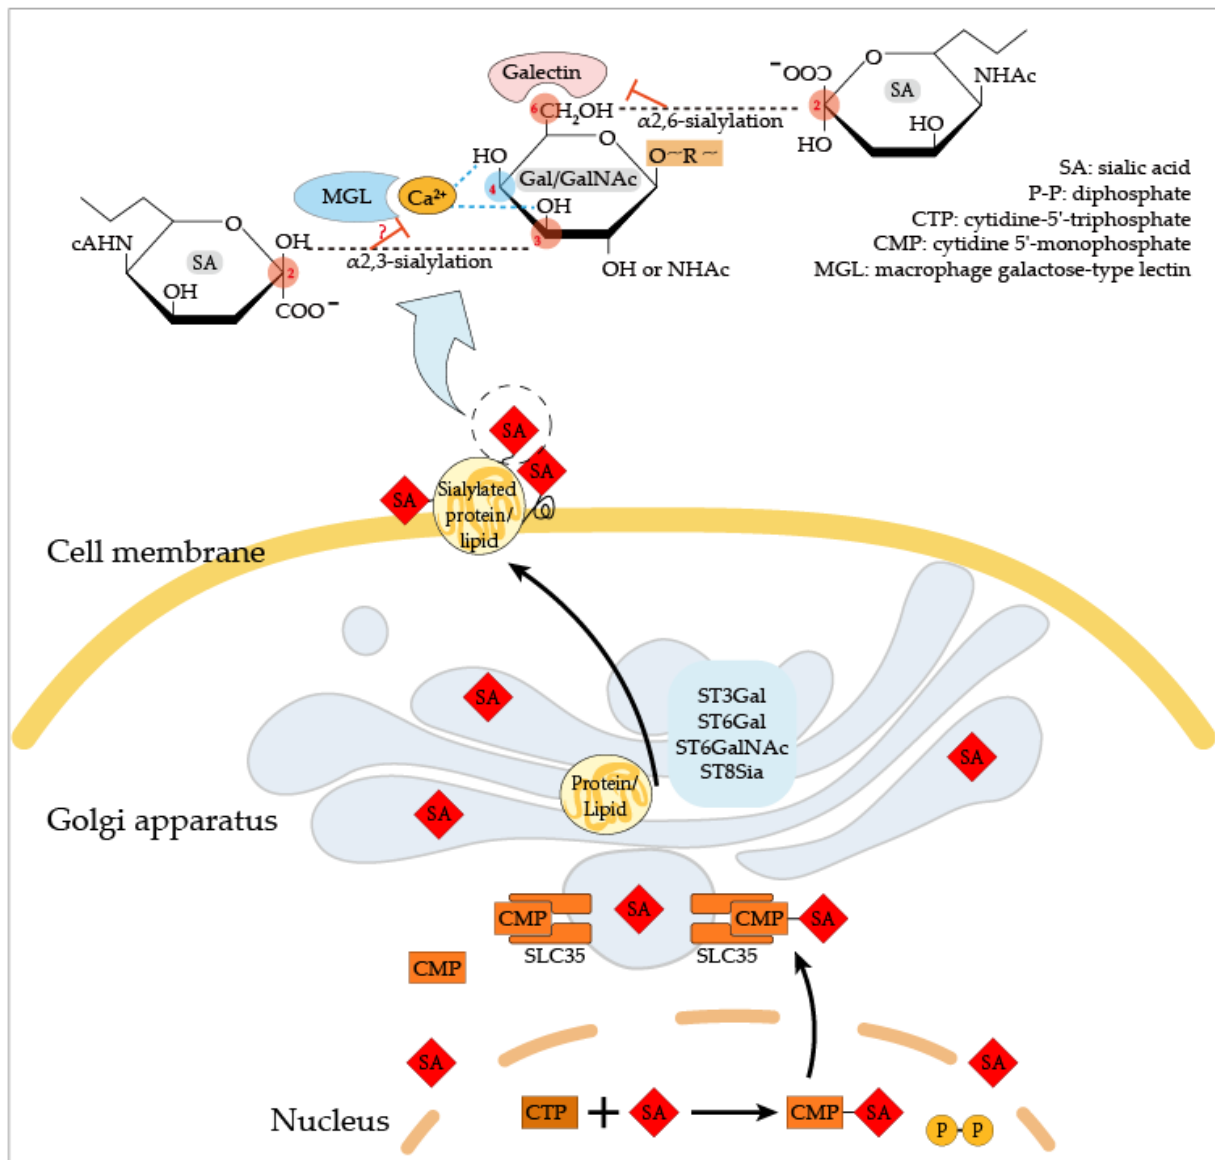 Galectin
6
CH2OH
α2,6-sialylation
-OOC
O
SA
2
NHAc
HO
HO
HO
O
O~R~
MGL
Ca2+
4
Gal/GalNAc
OH
3
?
α2,3-sialylation
OH or NHAc
cAHN
O
OH
SA
2
OH
COO-
SA: sialic acid
P-P: diphosphate
CTP: cytidine-5'-triphosphate
CMP: cytidine 5'-monophosphate
MGL: macrophage galactose-type lectin
SA
SA
SA
Sialylated
protein/
lipid
Cell membrane
SA
ST3Gal
ST6Gal
ST6GalNAc
ST8Sia
SA
Protein/
Lipid
SA
Golgi apparatus
CMP
SA
CMP
SA
SLC35
SLC35
CMP
SA
SA
Nucleus
CTP
+
SA
CMP
SA
P
P